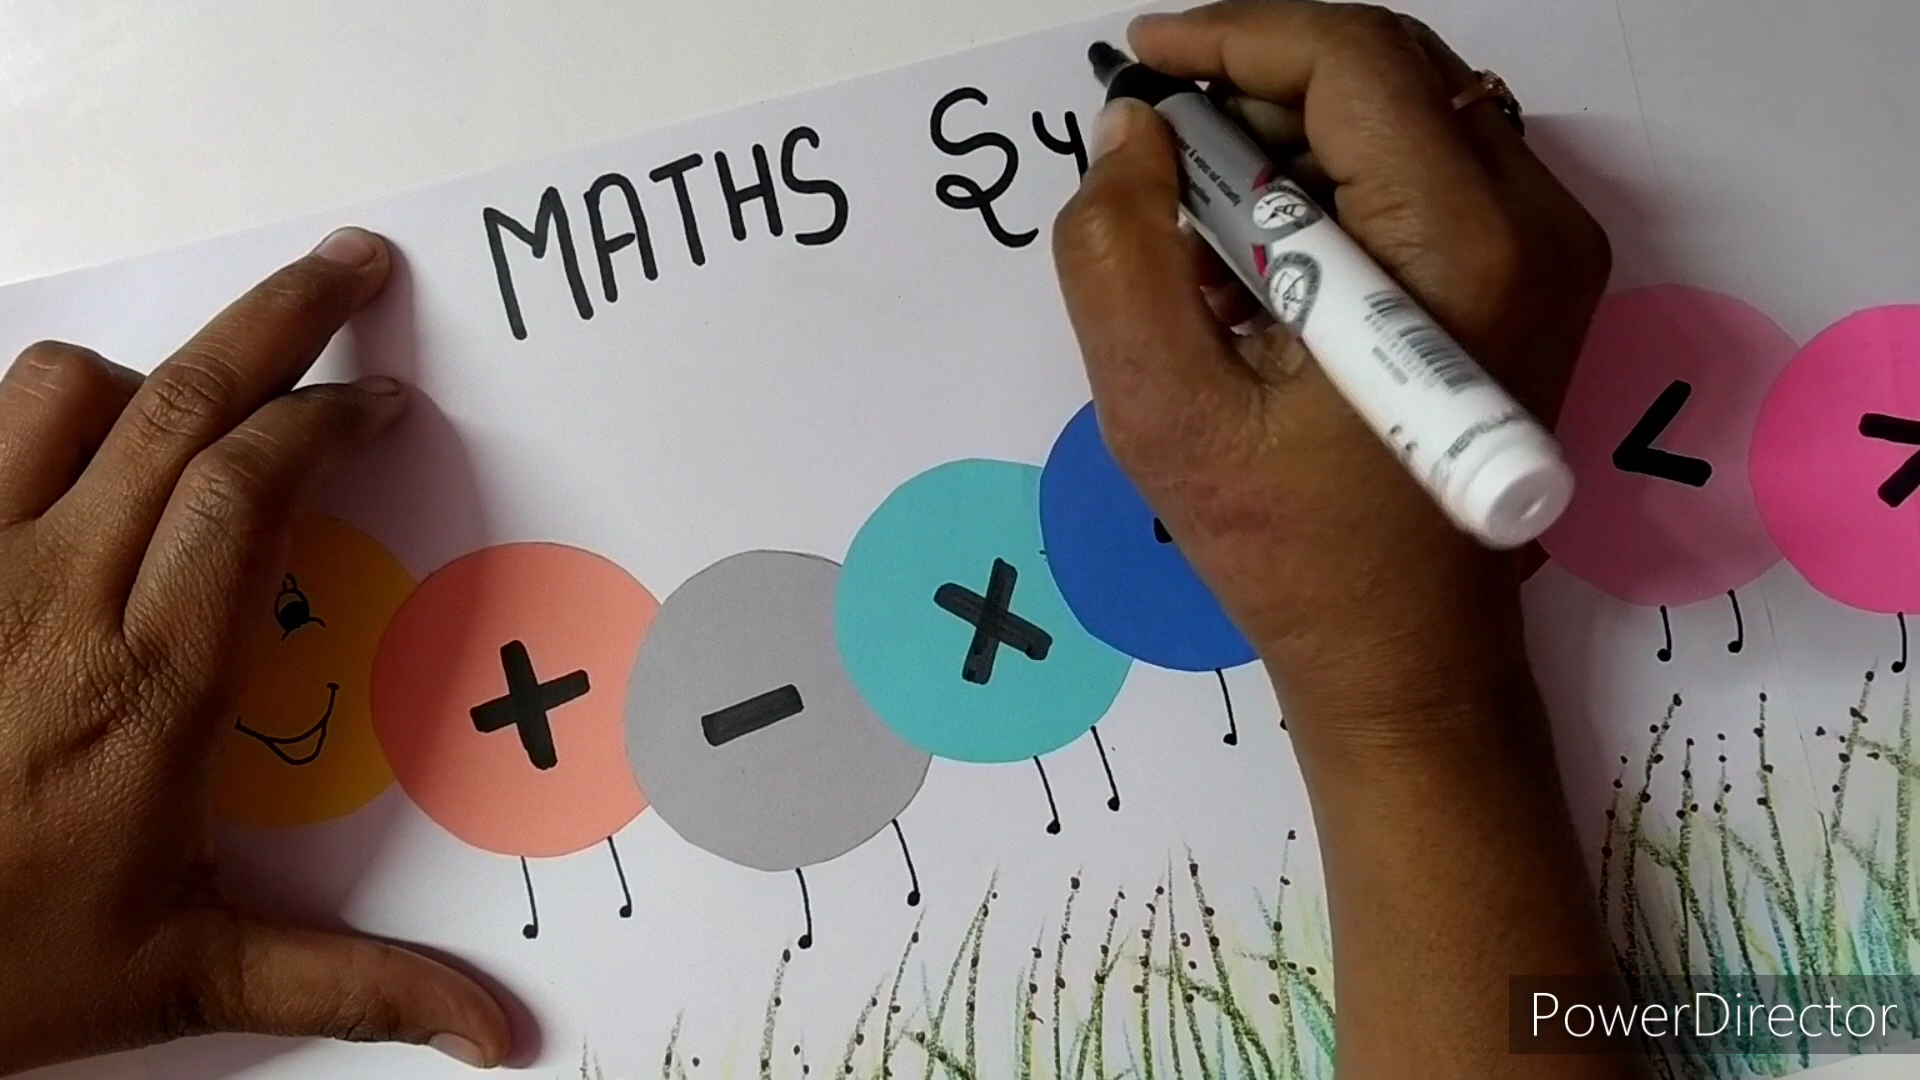 MATHS Sy
+ - × < >
PowerDirector